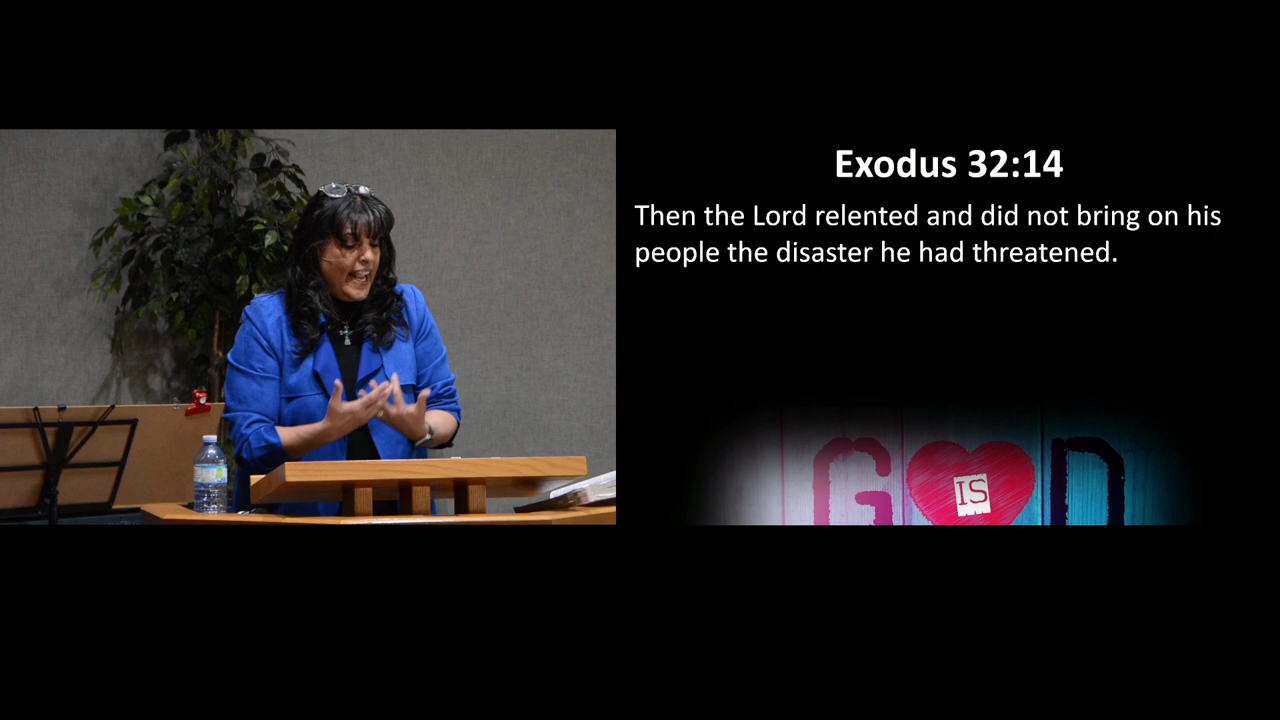 Exodus 32:14
Then the Lord relented and did not bring on his
people the disaster he had threatened.
G IS D